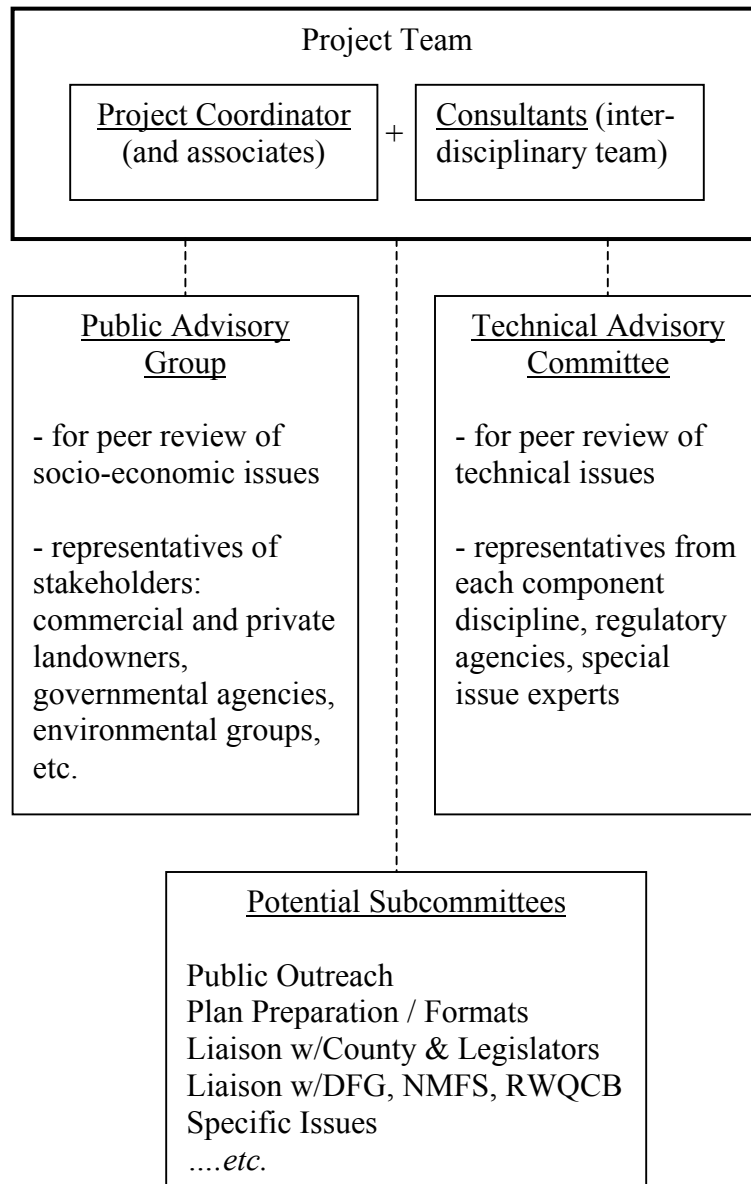 Project Team
Project Coordinator
(and associates)
+
Consultants (inter-
disciplinary team)
Public Advisory
Group
- for peer review of
socio-economic issues
- representatives of
stakeholders:
commercial and private
landowners,
governmental agencies,
environmental groups,
etc.
Technical Advisory
Committee
- for peer review of
technical issues
- representatives from
each component
discipline, regulatory
agencies, special
issue experts
Potential Subcommittees
Public Outreach
Plan Preparation / Formats
Liaison w/County & Legislators
Liaison w/DFG, NMFS, RWQCB
Specific Issues
....etc.